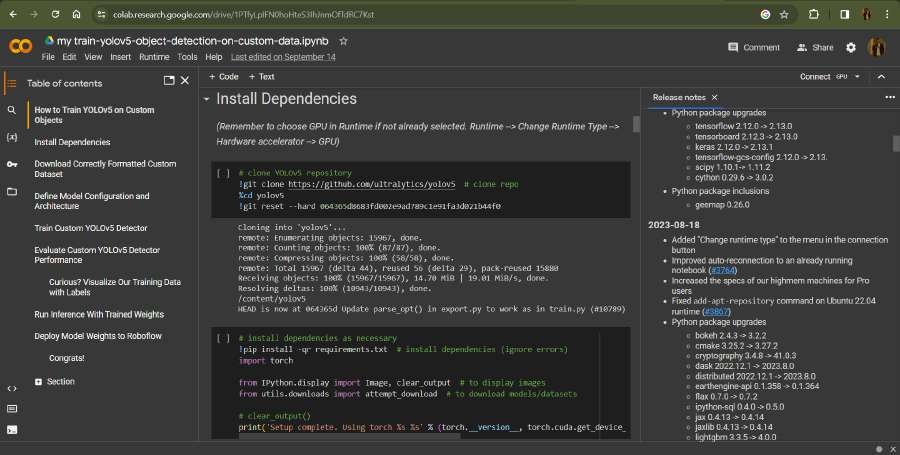 colab.research.google.com/drive/1PTfyLpIFN0hoHteS3IhJnmOfTdRC7Kst
my train-yolov5-object-detection-on-custom-data.ipynb
File Edit View Insert Runtime Tools Help Last edited on September 14
Comment Share
+ Code + Text
Connect GPU
Table of contents
How to Train YOLOv5 on Custom
Objects
Install Dependencies
Download Correctly Formatted Custom
Dataset
Define Model Configuration and
Architecture
Train Custom YOLOv5 Detector
Evaluate Custom YOLOv5 Detector
Performance
Curious? Visualize Our Training Data
with Labels
Run Inference With Trained Weights
Deploy Model Weights to Roboflow
Congrats!
Section
Install Dependencies
(Remember to choose GPU in Runtime if not already selected. Runtime --> Change Runtime Type -->
Hardware accelerator --> GPU)
[ ] # clone YOLOv5 repository
!git clone https://github.com/ultralytics/yolov5 # clone repo
%cd yolov5
!git reset --hard 064365d8683fd002e9ad789c1e91fa3d021b44f0
Cloning into 'yolov5'...
remote: Enumerating objects: 15967, done.
remote: Counting objects: 100% (87/87), done.
remote: Compressing objects: 100% (58/58), done.
remote: Total 15967 (delta 44), reused 56 (delta 29), pack-reused 15880
Receiving objects: 100% (15967/15967), 14.70 MiB | 19.01 MiB/s, done.
Resolving deltas: 100% (10943/10943), done.
/content/yolov5
HEAD is now at 064365d Update parse_opt() in export.py to work as in train.py (#10789)
[ ] # install dependencies as necessary
!pip install -qr requirements.txt # install dependencies (ignore errors)
import torch
from IPython.display import Image, clear_output # to display images
from utils.downloads import attempt_download # to download models/datasets
# clear_output()
print('Setup complete. Using torch %s %s' % (torch.__version__, torch.cuda.get_device_
Release notes
Python package upgrades
tensorflow 2.12.0 -> 2.13.0
tensorboard 2.12.3 -> 2.13.0
keras 2.12.0 -> 2.13.1
tensorflow-gcs-config 2.12.0 -> 2.13.
scipy 1.10.1-> 1.11.2
cython 0.29.6 -> 3.0.2
Python package inclusions
geemap 0.26.0
2023-08-18
Added "Change runtime type" to the menu in the connection
button
Improved auto-reconnection to an already running
notebook (#3764)
Increased the specs of our highmem machines for Pro
users
Fixed add-apt-repository command on Ubuntu 22.04
runtime (#3867)
Python package upgrades
bokeh 2.4.3 -> 3.2.2
cmake 3.25.2 -> 3.27.2
cryptography 3.4.8 -> 41.0.3
dask 2022.12.1 -> 2023.8.0
distributed 2022.12.1 -> 2023.8.0
earthengine-api 0.1.358 -> 0.1.364
flax 0.7.0 -> 0.7.2
ipython-sql 0.4.0 -> 0.5.0
jax 0.4.13 -> 0.4.14
jaxlib 0.4.13 -> 0.4.14
lightgbm 3.3.5 -> 4.0.0